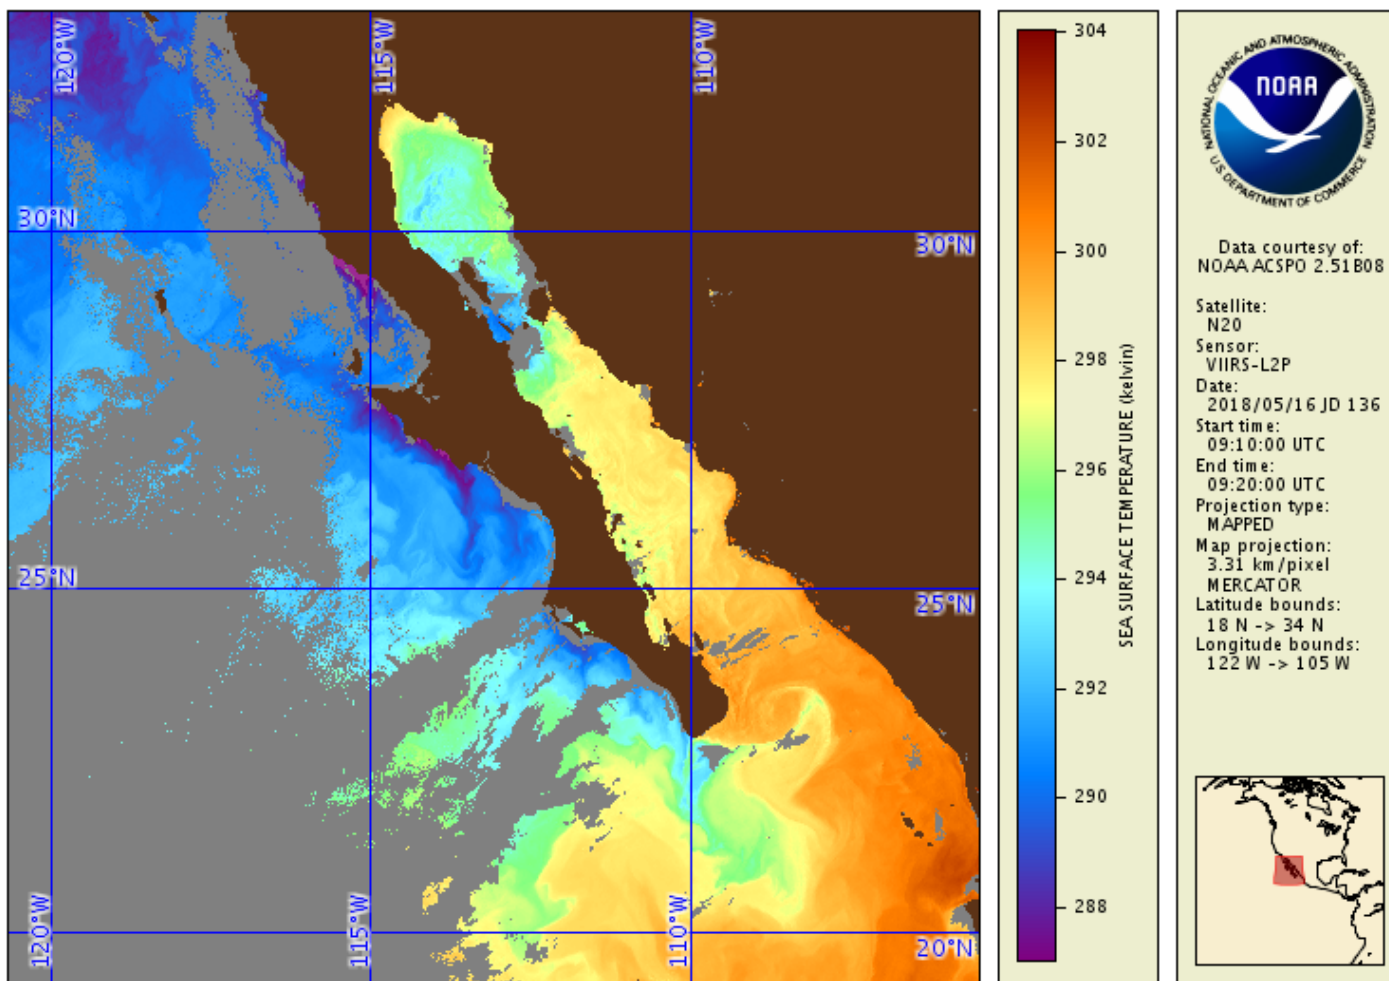 120°W
115°W
110°W
30°N
30°N
25°N
25°N
20°N
120°W
115°W
110°W
304
302
300
298
296
294
292
290
288
SEA SURFACE TEMPERATURE (kelvin)
NATIONAL OCEANIC AND ATMOSPHERIC ADMINISTRATION
NOAA
U.S. DEPARTMENT OF COMMERCE
Data courtesy of:
NOAA ACSPO 2.51B08
Satellite:
N20
Sensor:
VIIRS-L2P
Date:
2018/05/16 JD 136
Start time:
09:10:00 UTC
End time:
09:20:00 UTC
Projection type:
MAPPED
Map projection:
3.31 km/pixel
MERCATOR
Latitude bounds:
18 N -> 34 N
Longitude bounds:
122 W -> 105 W